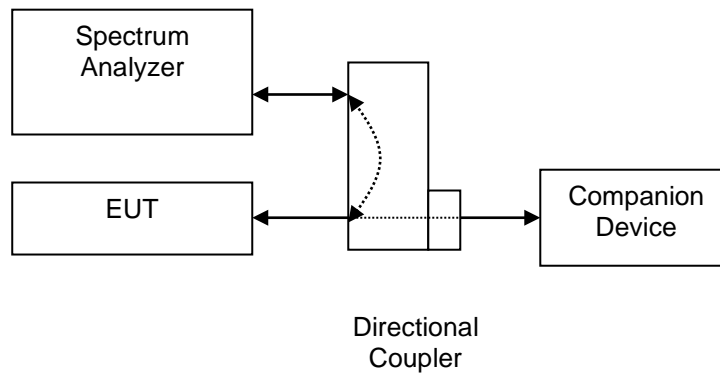 Spectrum
Analyzer
EUT
Companion
Device
Directional
Coupler